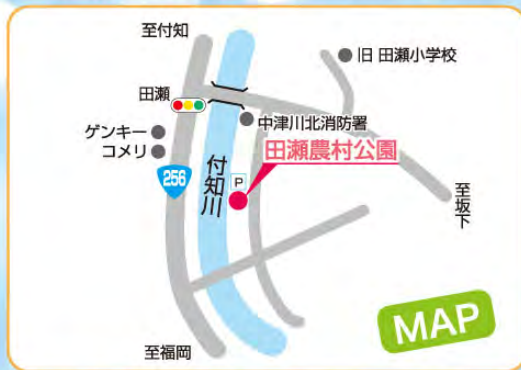 至付知
旧 田瀬小学校
田瀬
中津川北消防署
ゲンキー
コメリ
田瀬農村公園
256
付知川
P
至坂下
MAP
至福岡